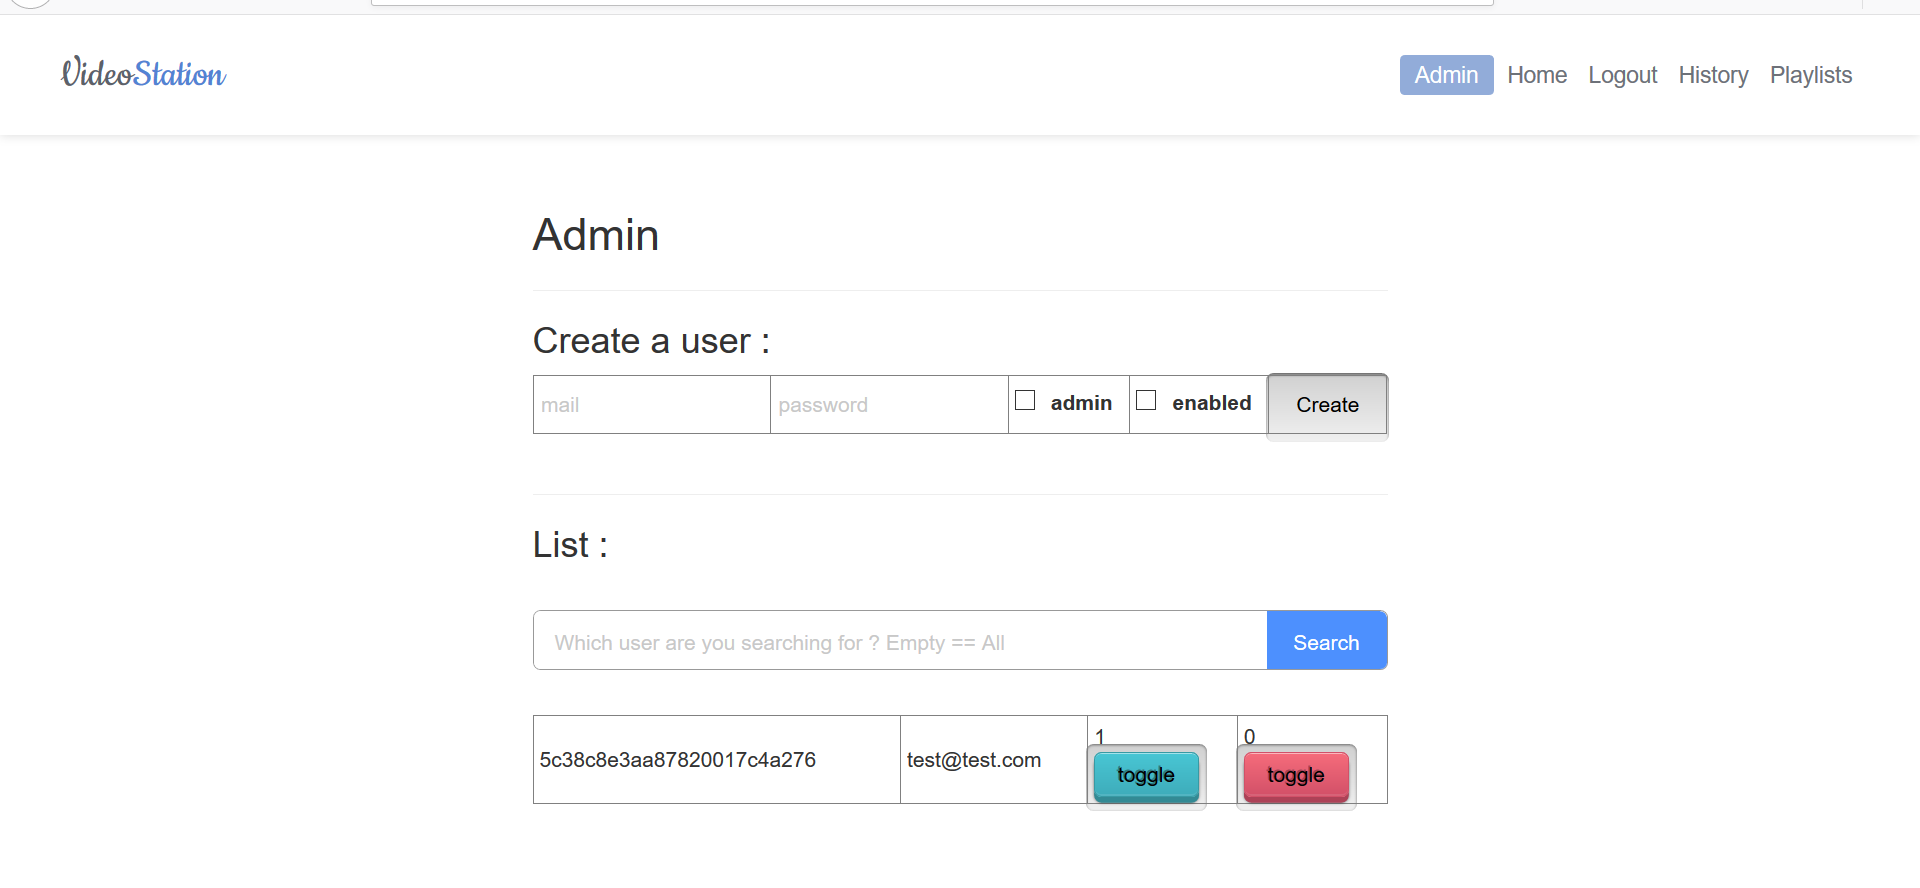 VideoStation
Admin Home Logout History Playlists
Admin
Create a user :
mail password admin enabled Create
List :
Which user are you searching for ? Empty == All Search
5c38c8e3aa87820017c4a276 test@test.com 1 toggle 0 toggle